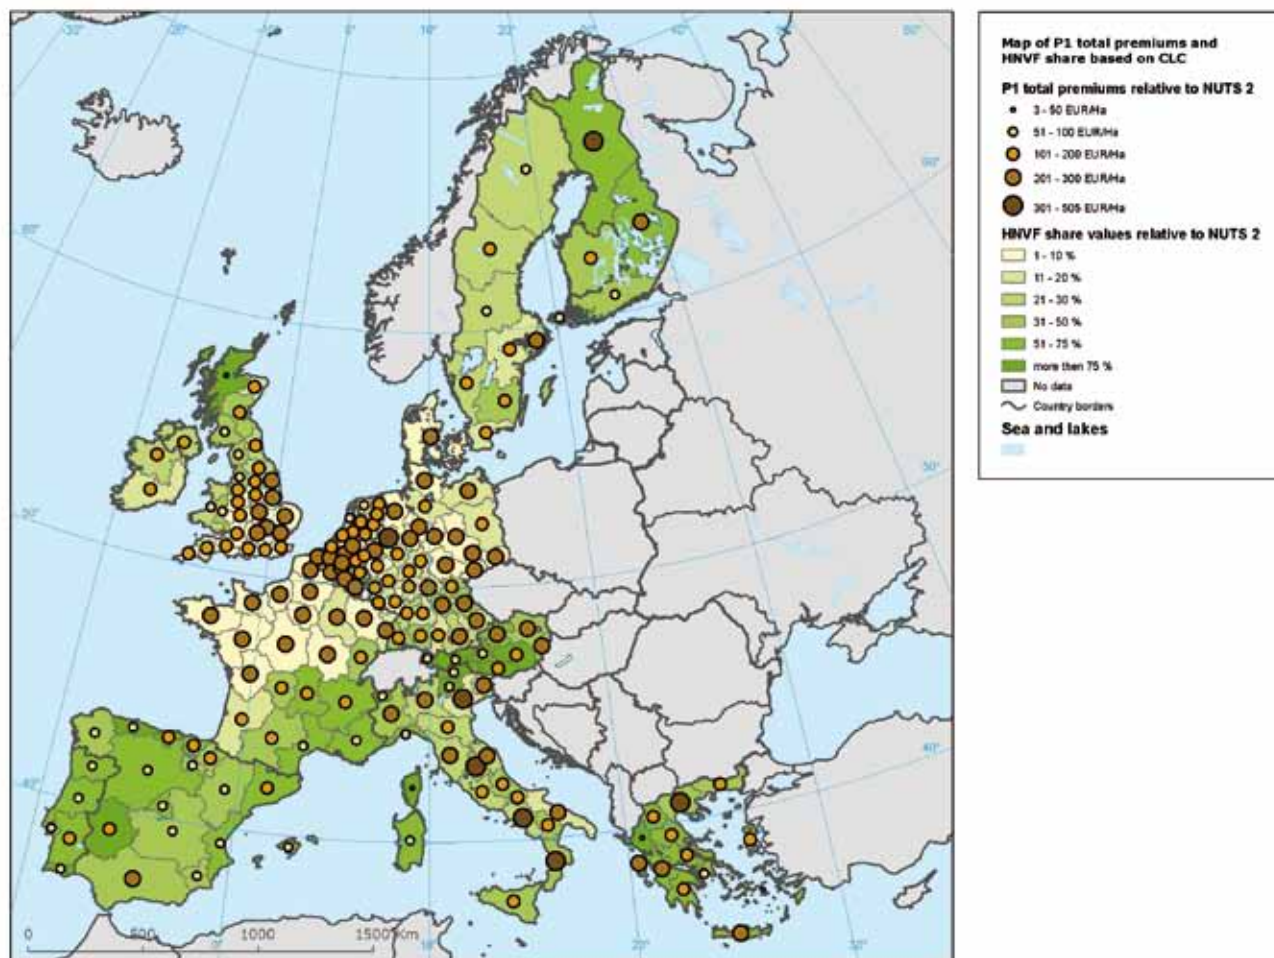 Map of P1 total premiums and
HNVF share based on CLC
P1 total premiums relative to NUTS 2
3 - 50 EUR/Ha
51 - 100 EUR/Ha
101 - 200 EUR/Ha
201 - 300 EUR/Ha
301 - 505 EUR/Ha
HNVF share values relative to NUTS 2
1 - 10 %
11 - 20 %
21 - 30 %
31 - 50 %
51 - 75 %
more then 75 %
No data
Country borders
Sea and lakes
0 500 1000 1500 Km